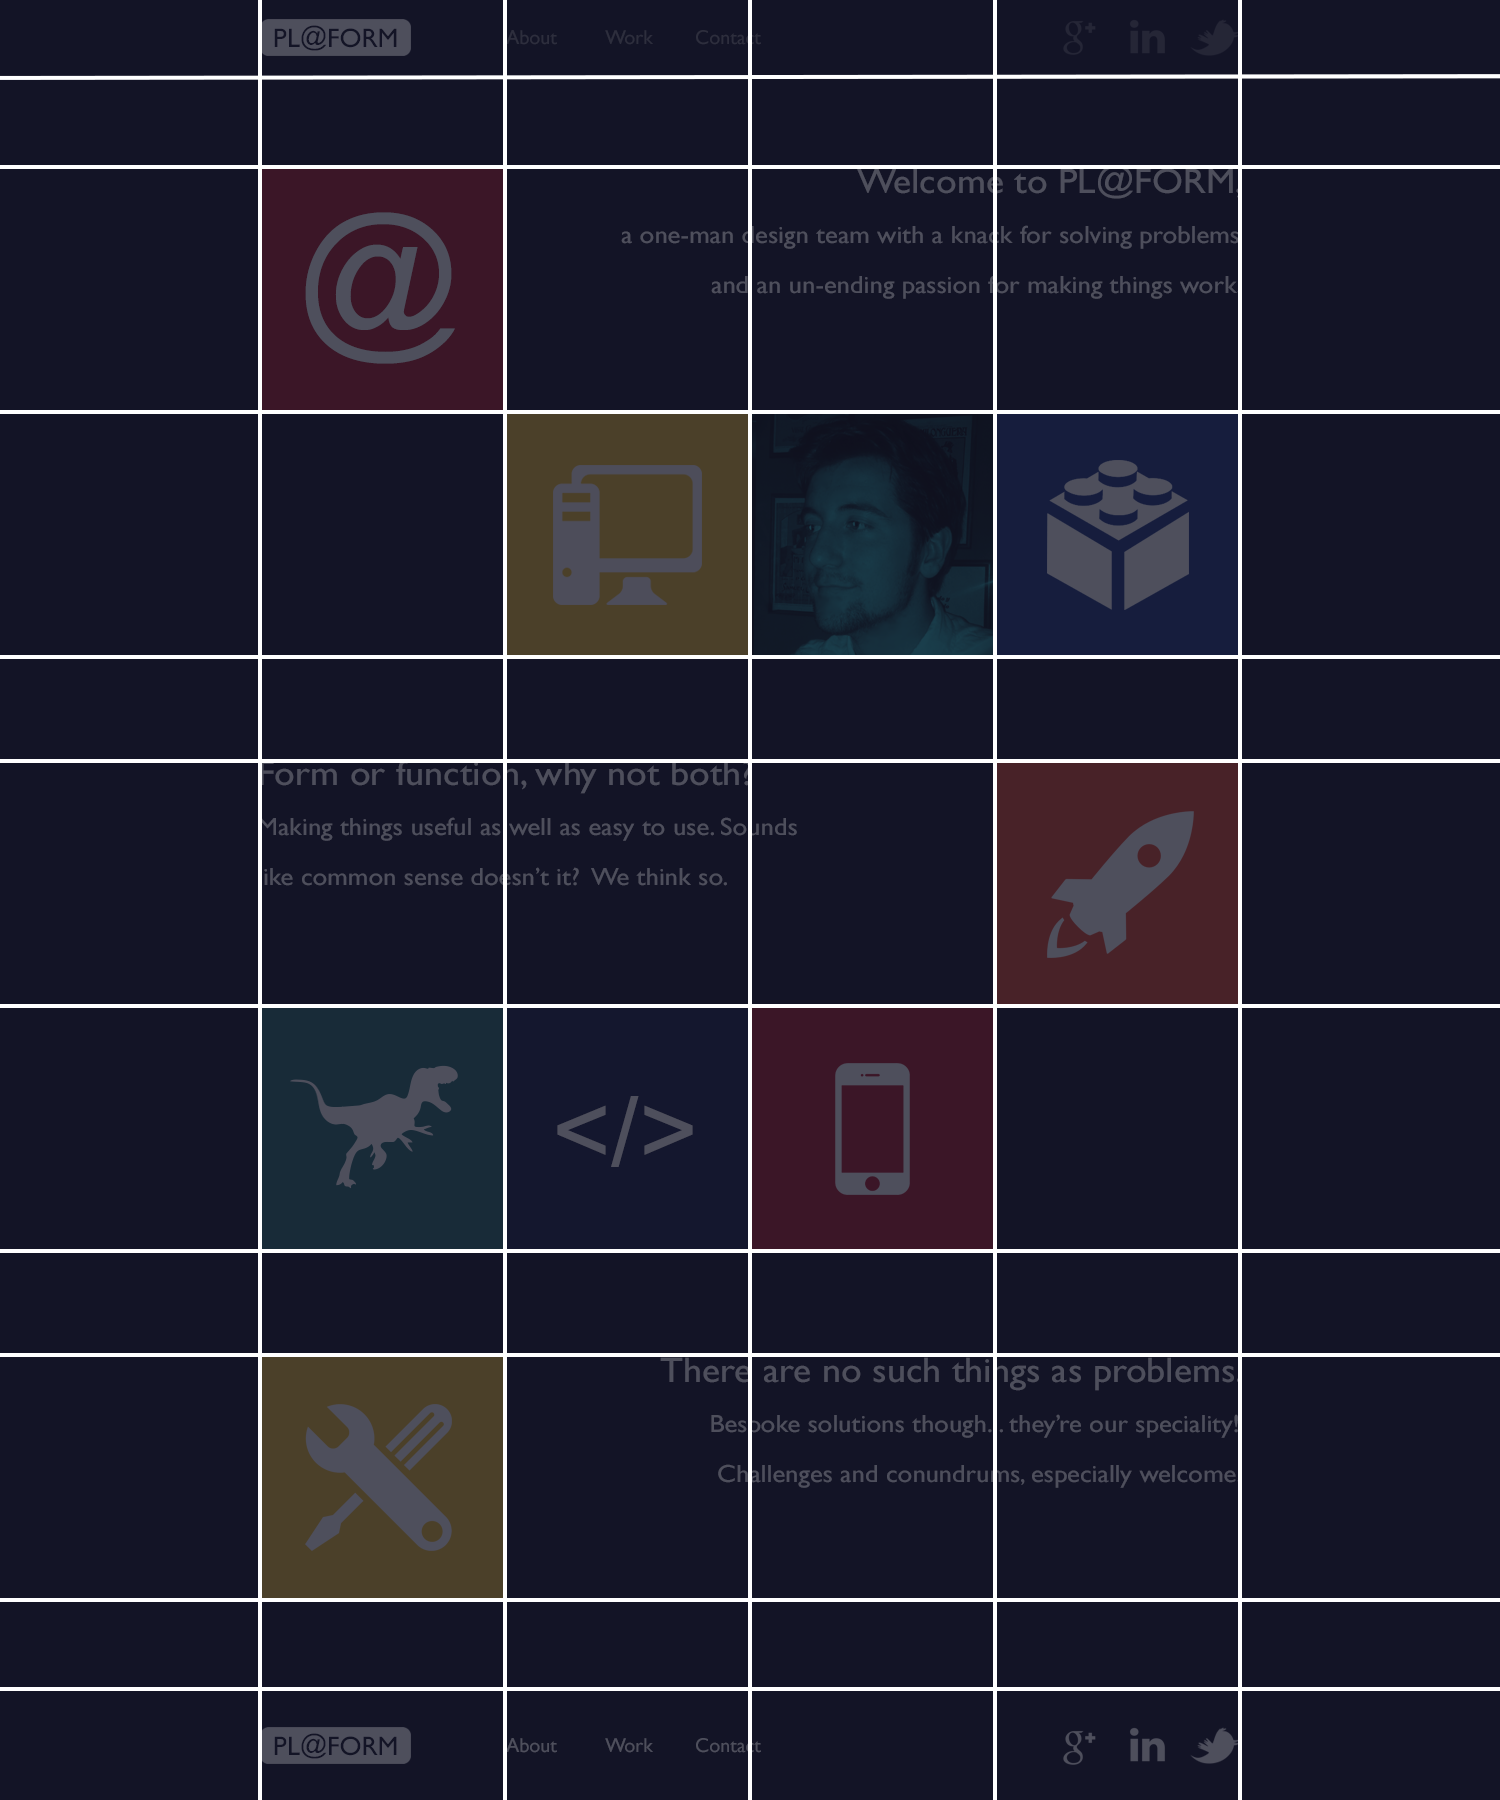 PL@FORM About Work Contact g+ in
@
Welcome to PL@FORM.
a one-man design team with a knack for solving problems
and an un-ending passion for making things work.
Form or function, why not both?
Making things useful as well as easy to use. Sounds
like common sense doesn't it? We think so.
</>
There are no such things as problems.
Bespoke solutions though... they're our speciality!
Challenges and conundrums, especially welcome.
PL@FORM About Work Contact g+ in